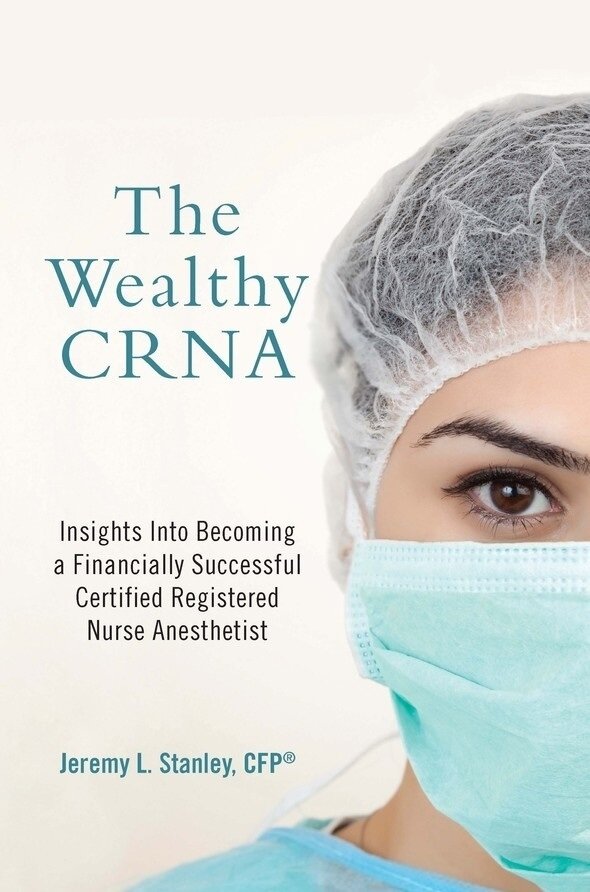 The
Wealthy
CRNA
Insights Into Becoming
a Financially Successful
Certified Registered
Nurse Anesthetist
Jeremy L. Stanley, CFP®